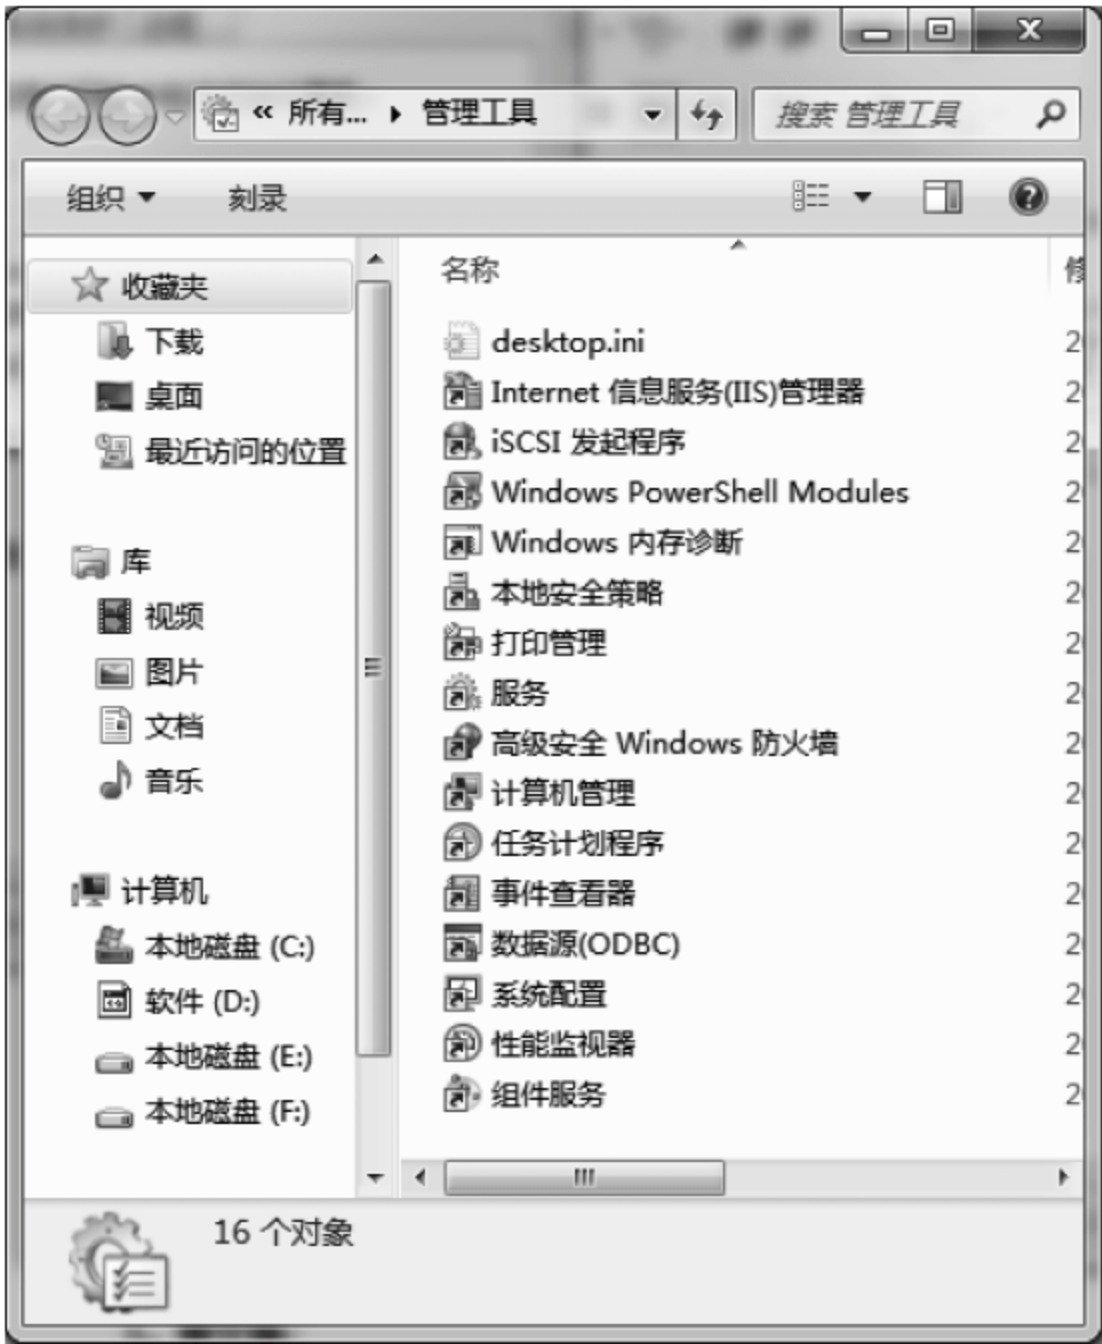 « 所有... ▸ 管理工具
搜索 管理工具
组织
刻录
收藏夹
下载
桌面
最近访问的位置
库
视频
图片
文档
音乐
计算机
本地磁盘 (C:)
软件 (D:)
本地磁盘 (E:)
本地磁盘 (F:)
名称
desktop.ini
Internet 信息服务(IIS)管理器
iSCSI 发起程序
Windows PowerShell Modules
Windows 内存诊断
本地安全策略
打印管理
服务
高级安全 Windows 防火墙
计算机管理
任务计划程序
事件查看器
数据源(ODBC)
系统配置
性能监视器
组件服务
16 个对象